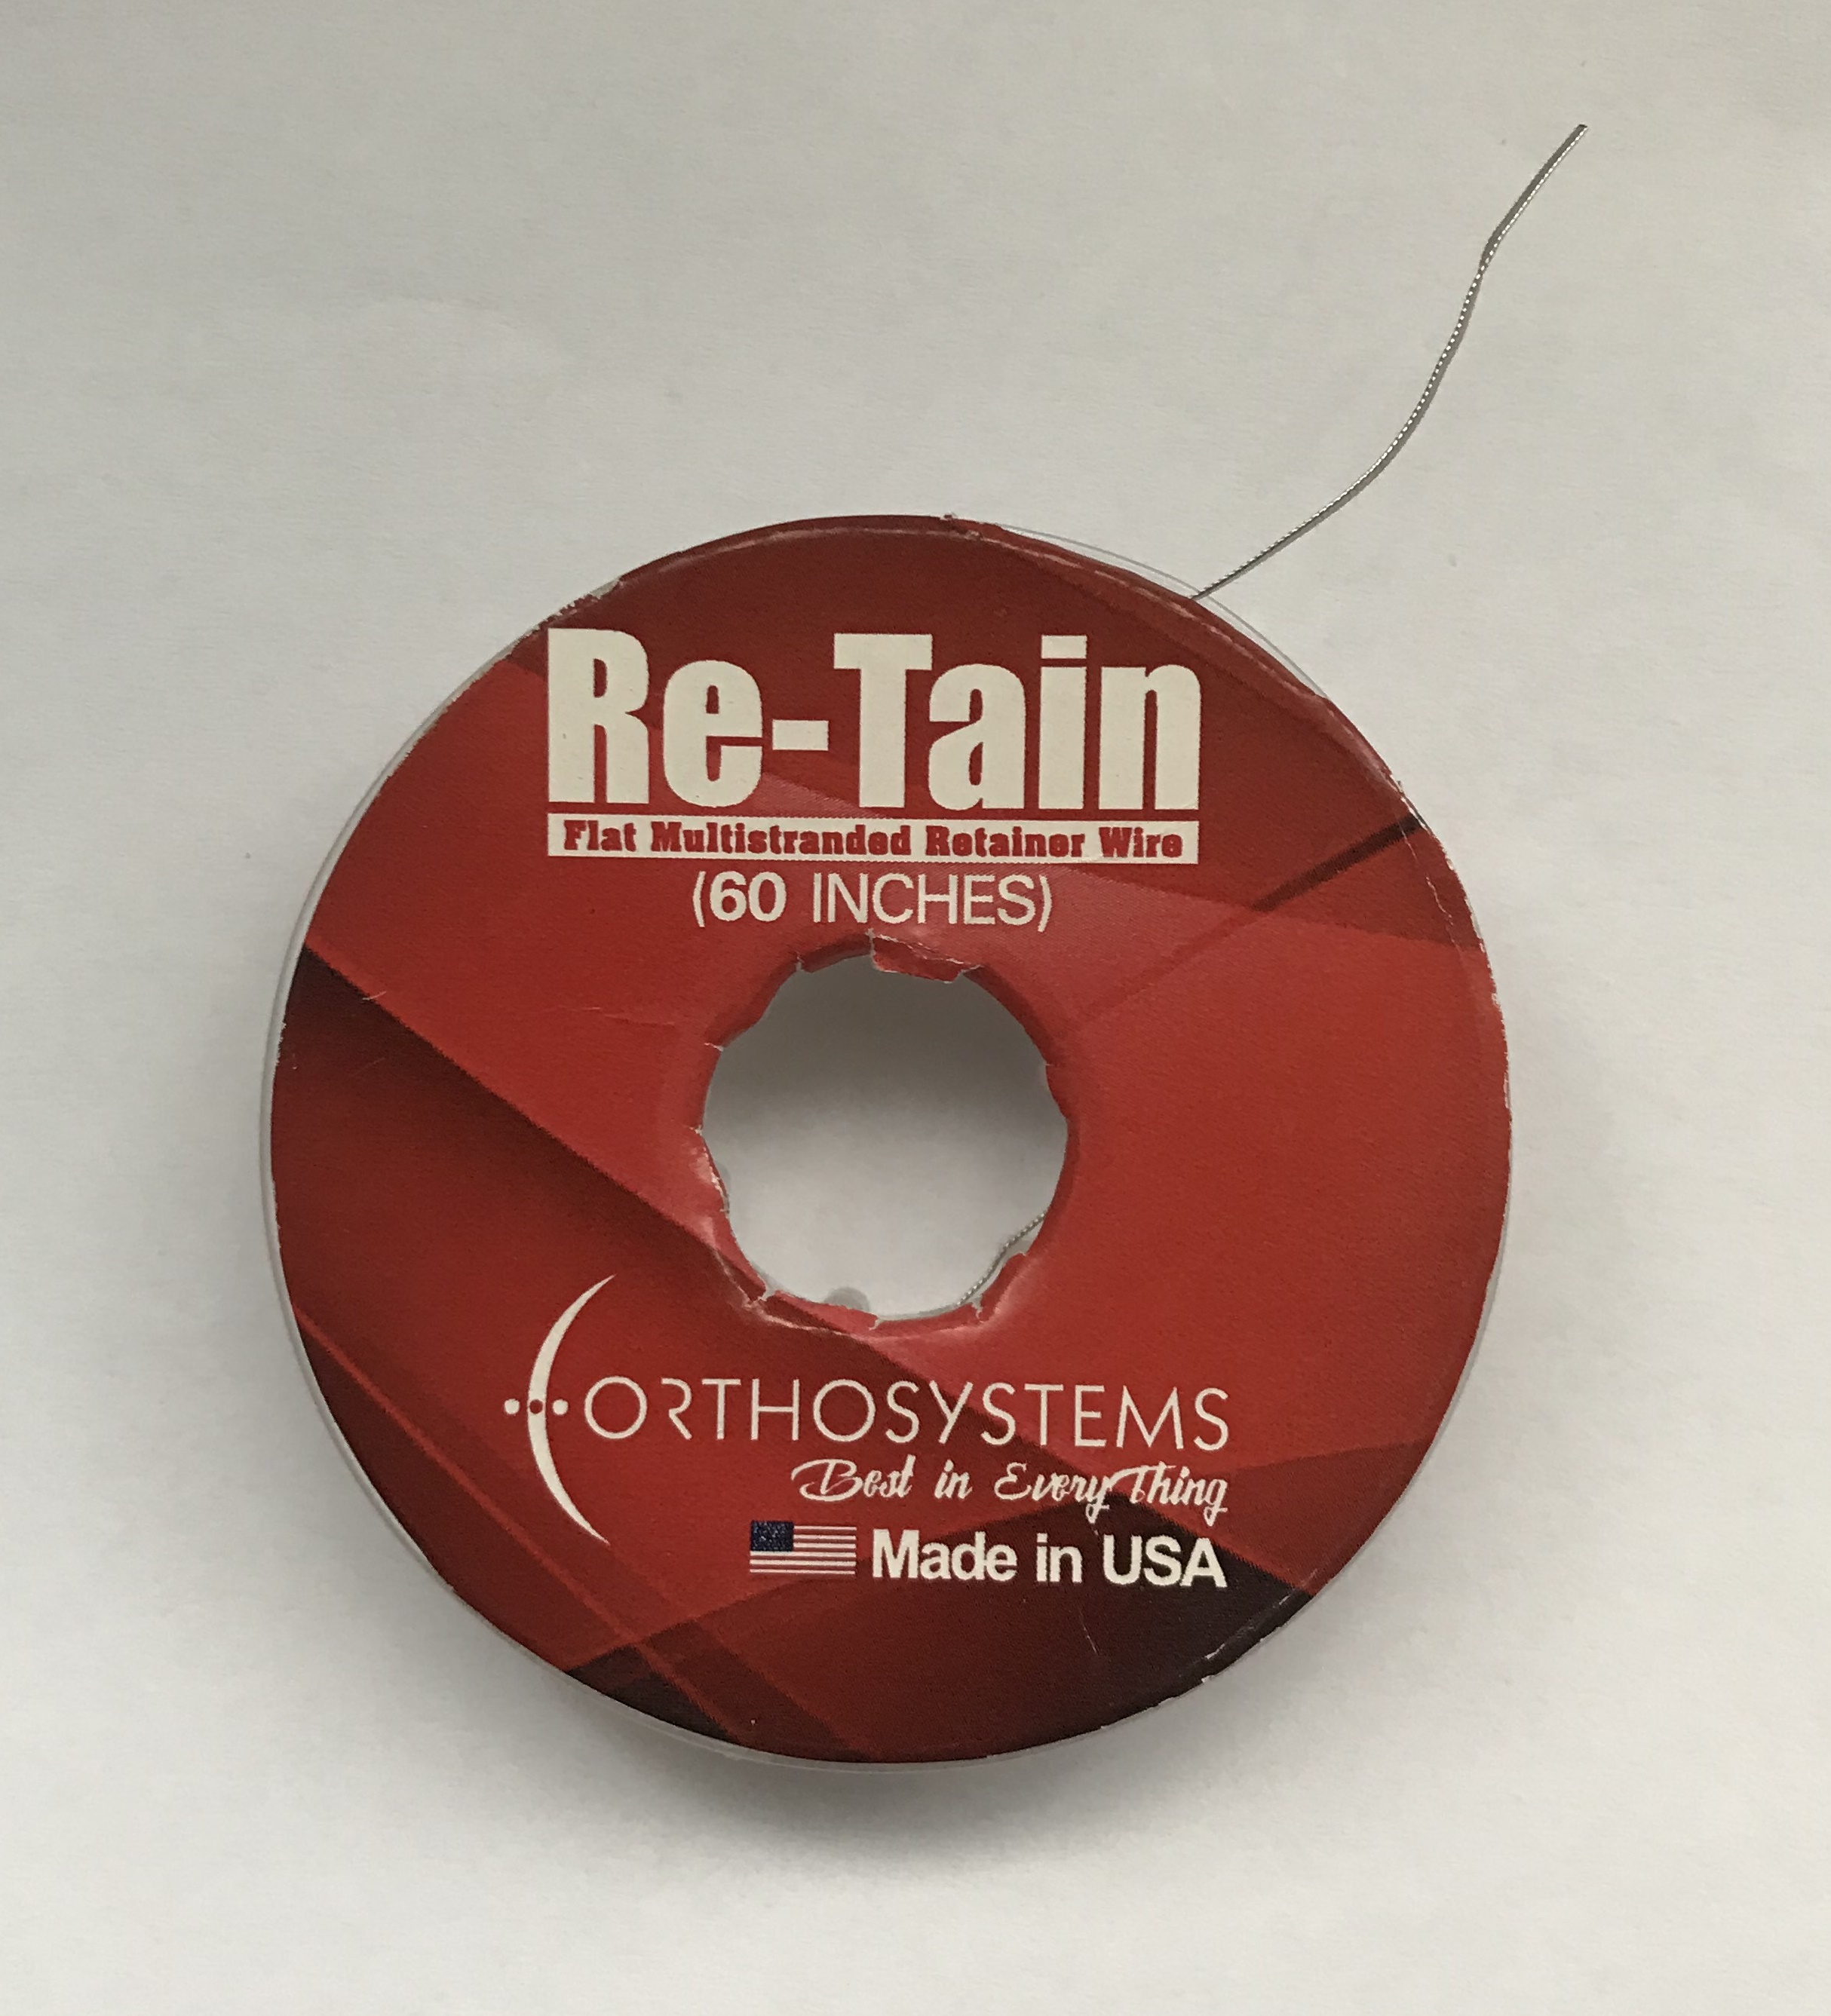 Re-Tain
Flat Multistranded Retainer Wire
(60 INCHES)
ORTHOSYSTEMS
Best in EveryThing
Made in USA